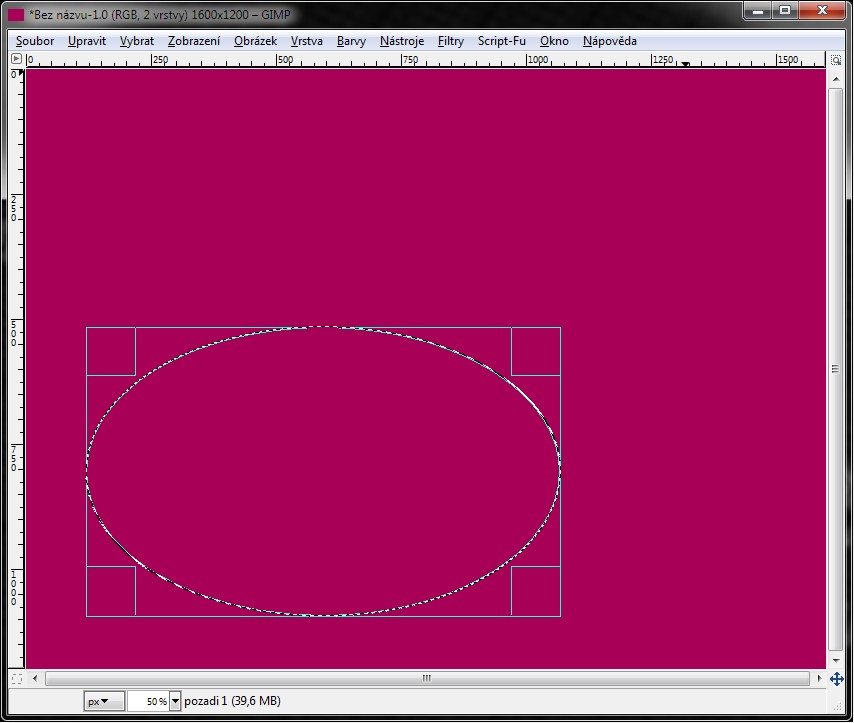 *Bez názvu-1.0 (RGB, 2 vrstvy) 1600x1200 – GIMP
Soubor Upravit Vybrat Zobrazení Obrázek Vrstva Barvy Nástroje Filtry Script-Fu Okno Nápověda
0 250 500 750 1000 1250 1500
0
250
500
750
1000
px 50 % pozadi 1 (39,6 MB)